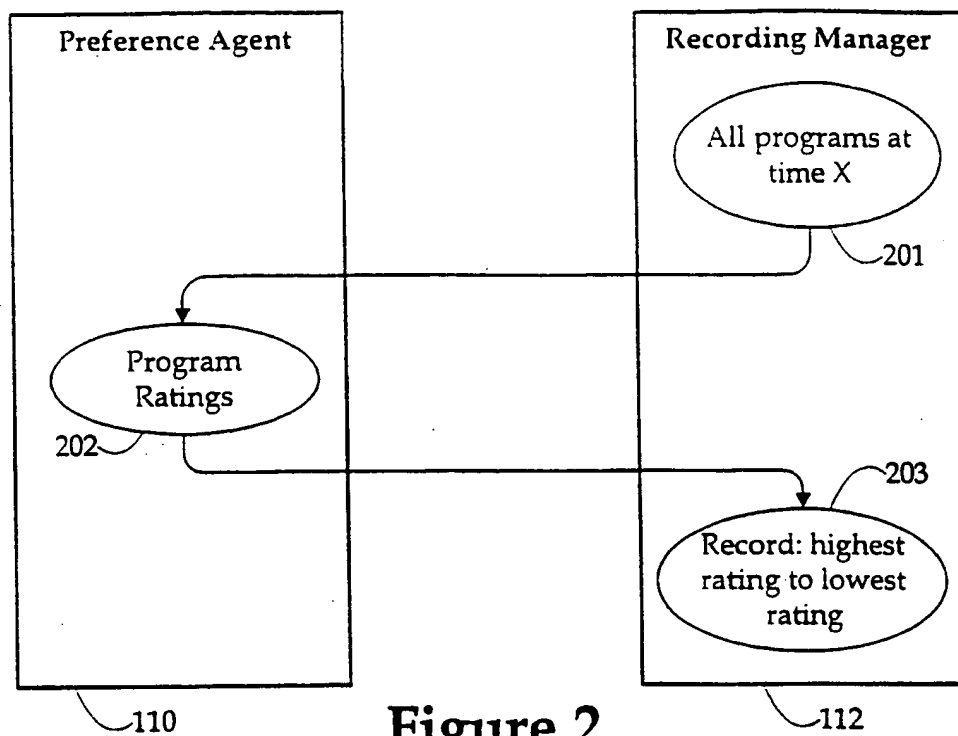 Preference Agent
Recording Manager
All programs at
time X
201
Program
Ratings
202
203
Record: highest
rating to lowest
rating
110
112
Figure 2